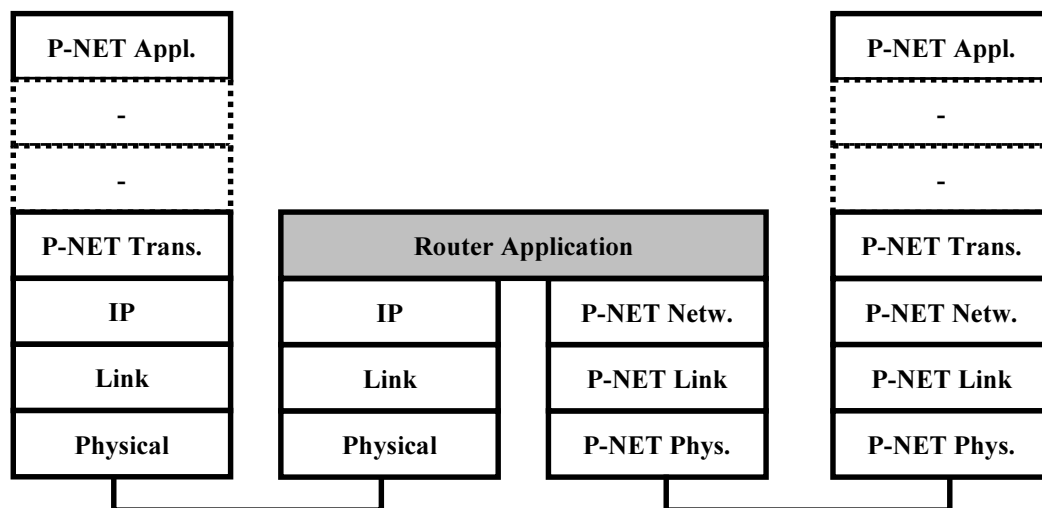 P-NET Appl.
P-NET Appl.
-
-
-
-
P-NET Trans.
Router Application
P-NET Trans.
IP
IP
P-NET Netw.
P-NET Netw.
Link
Link
P-NET Link
P-NET Link
Physical
Physical
P-NET Phys.
P-NET Phys.